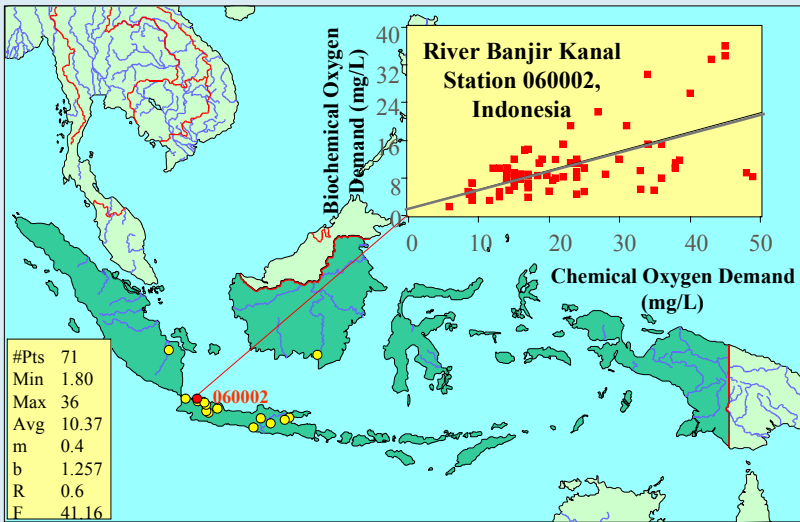 River Banjir Kanal
Station 060002,
Indonesia
Biochemical Oxygen
Demand (mg/L)
40
32
24
16
8
0
0
10
20
30
40
50
Chemical Oxygen Demand
(mg/L)
060002
#Pts 71
Min 1.80
Max 36
Avg 10.37
m 0.4
b 1.257
R 0.6
F 41.16